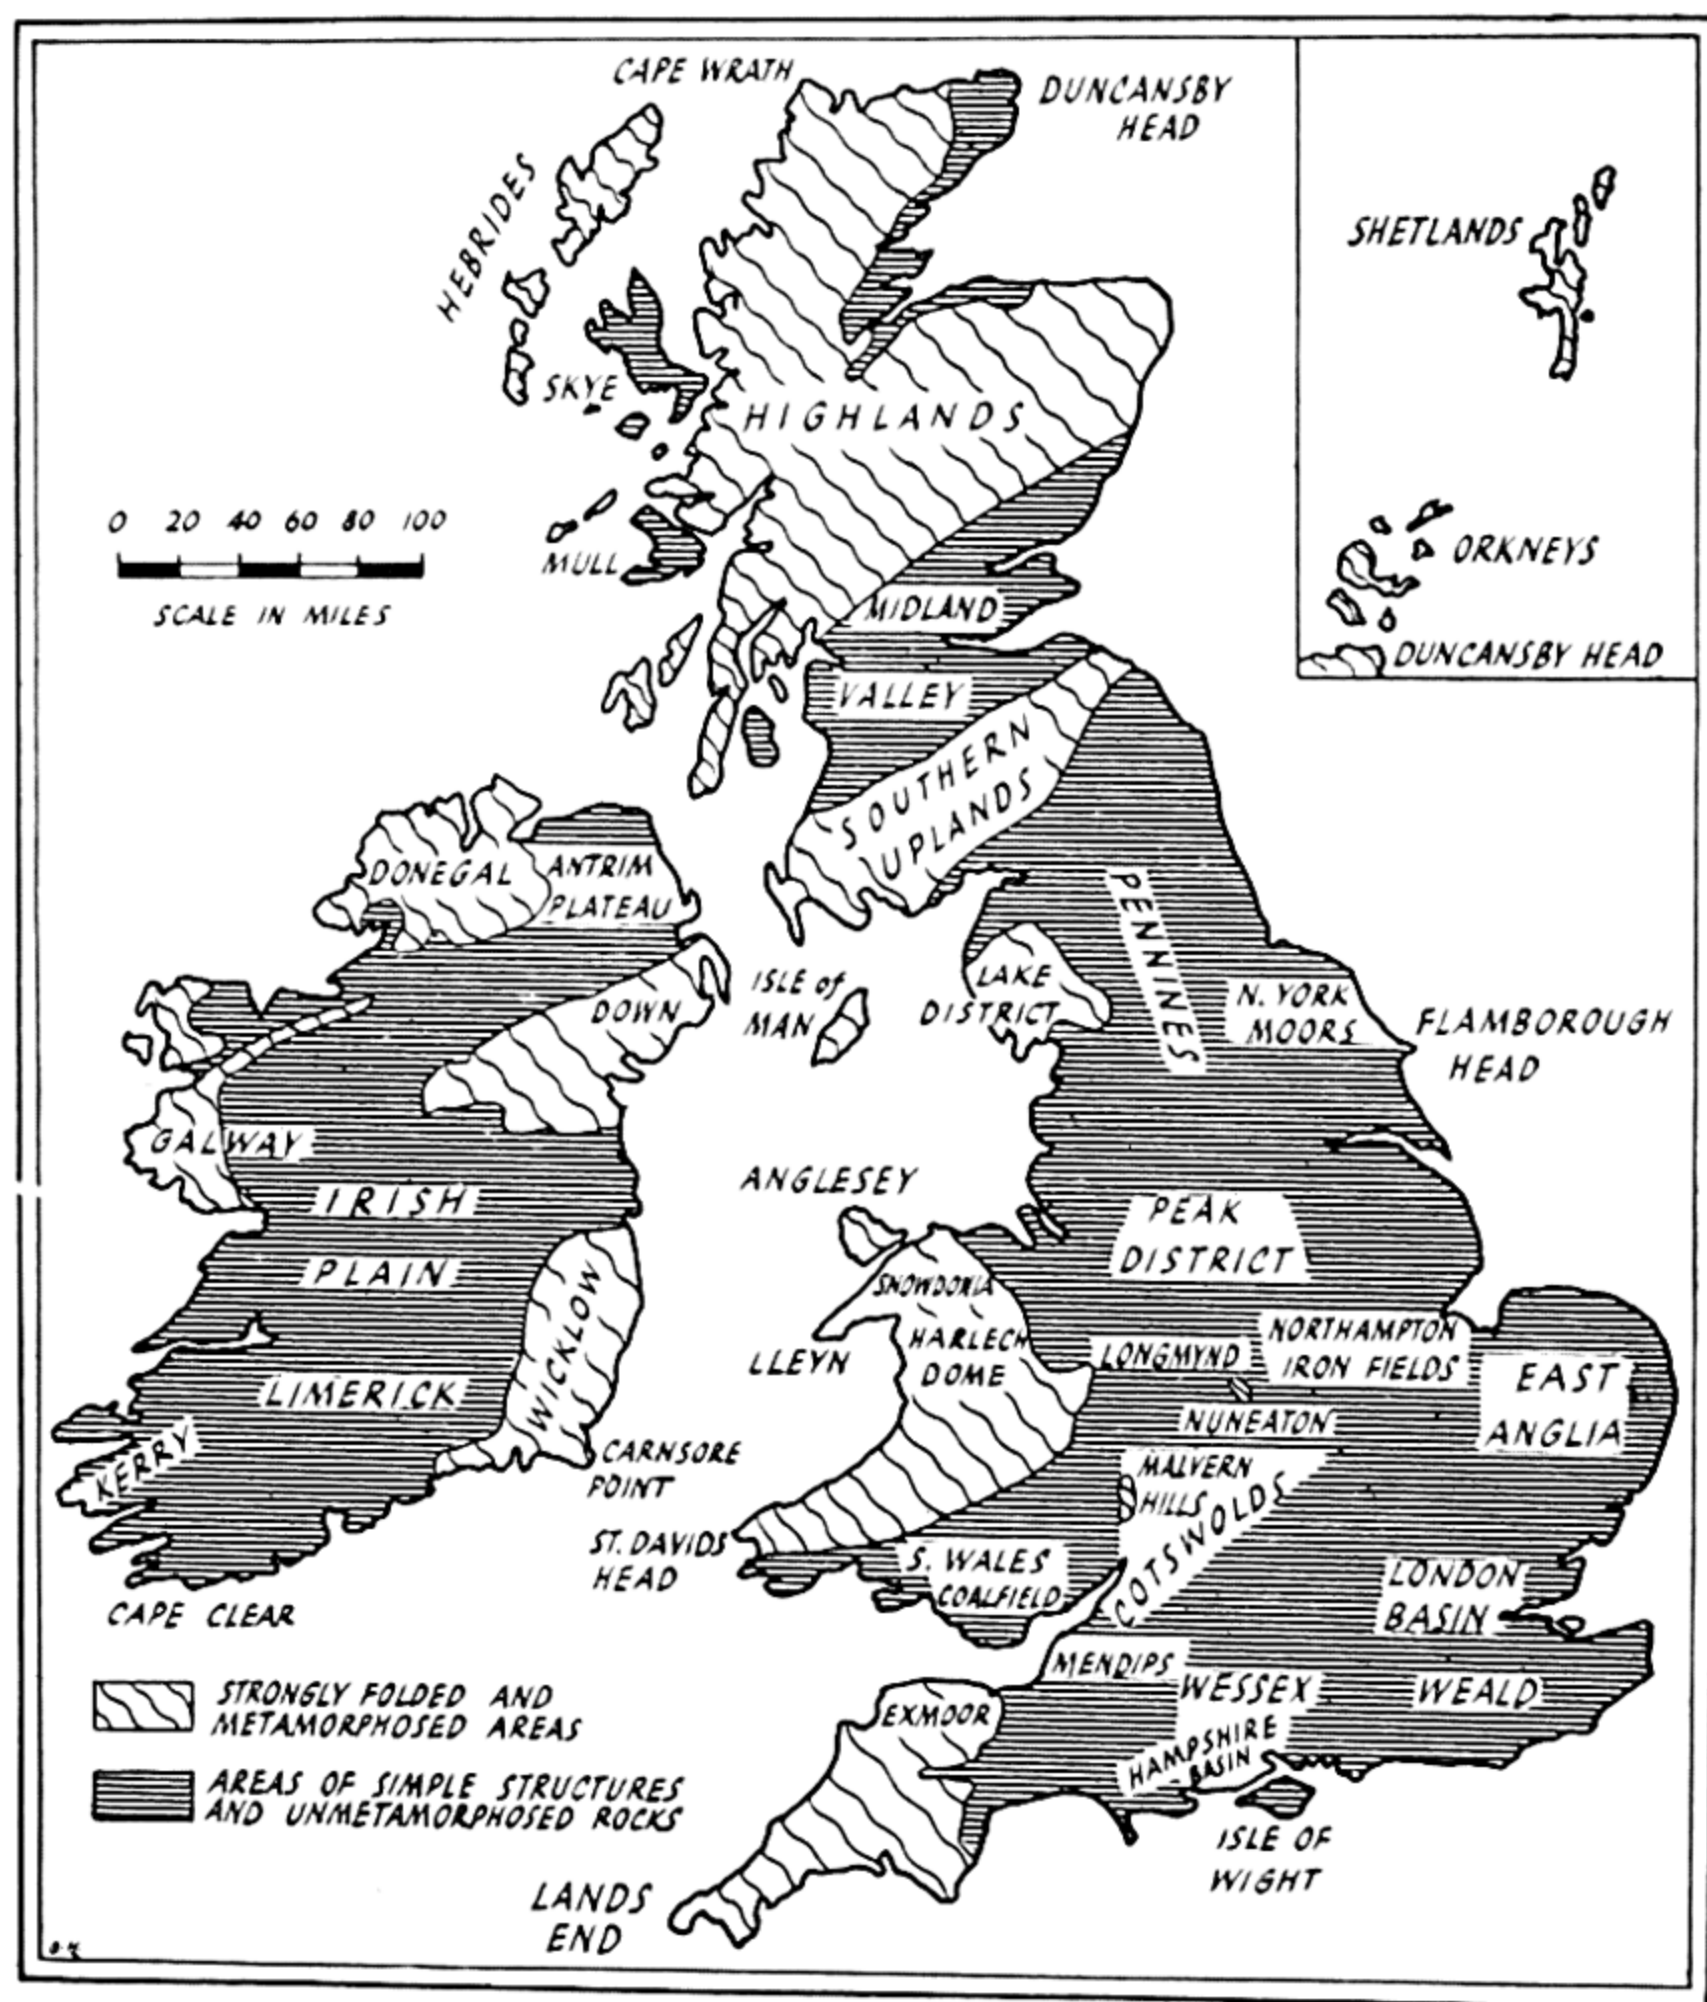 CAPE WRATH
DUNCANSBY
HEAD
HEBRIDES
SHETLANDS
SKYE
HIGHLANDS
0 20 40 60 80 100
SCALE IN MILES
MULL
ORKNEYS
DUNCANSBY HEAD
MIDLAND
VALLEY
SOUTHERN
UPLANDS
DONEGAL
ANTRIM
PLATEAU
PENNINES
ISLE of
MAN
LAKE
DISTRICT
DOWN
N. YORK
MOORS
FLAMBOROUGH
HEAD
GALWAY
IRISH
PLAIN
ANGLESEY
PEAK
DISTRICT
SNOWDONIA
HARLECH
DOME
LLEYN
WICKLOW
LIMERICK
KERRY
LONGMYND
NORTHAMPTON
IRON FIELDS
EAST
ANGLIA
NUNEATON
CARNSORE
POINT
MALVERN
HILLS
COTSWOLDS
ST. DAVIDS
HEAD
S. WALES
COALFIELD
LONDON
BASIN
CAPE CLEAR
MENDIPS
WESSEX
WEALD
EXMOOR
HAMPSHIRE
BASIN
STRONGLY FOLDED AND
METAMORPHOSED AREAS
AREAS OF SIMPLE STRUCTURES
AND UNMETAMORPHOSED ROCKS
ISLE OF
WIGHT
LANDS
END